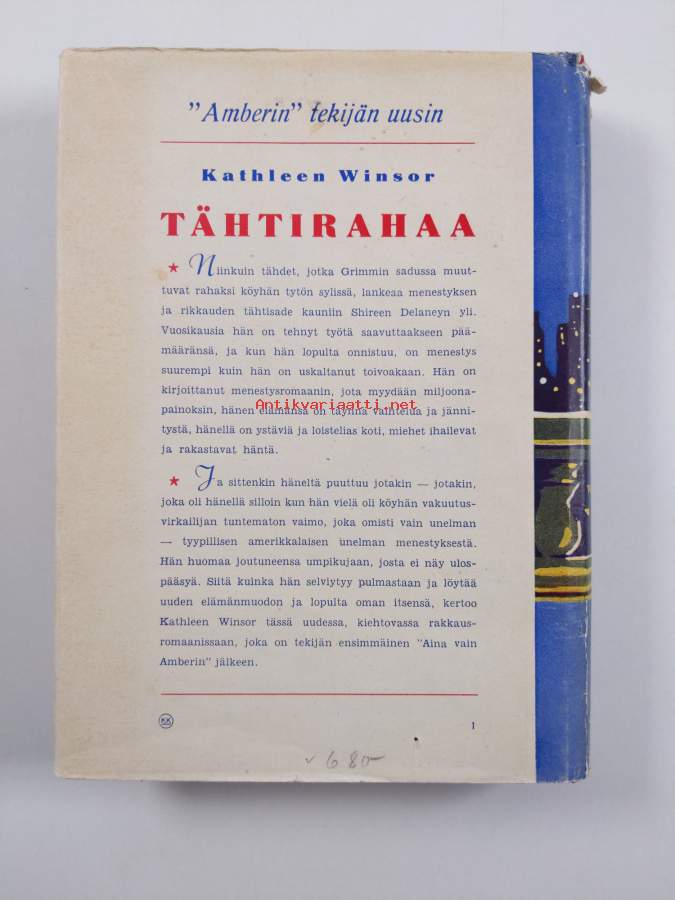 "Amberin" tekijän uusin
Kathleen Winsor
TÄHTIRAHAA
★ Niinkuin tähdet, jotka Grimmin sadussa muut-
tuvat rahaksi köyhän tytön sylissä, lankeaa menestyksen
ja rikkauden tähtisade kauniin Shireen Delaneyn yli.
Vuosikausia hän on tehnyt työtä saavuttaakseen pää-
määränsä, ja kun hän lopulta onnistuu, on menestys
suurempi kuin hän on uskaltanut toivoakaan. Hän on
kirjoittanut menestysromaanin, jota myydään miljoona-
painoksin, hänen elämänsä on täynnä vaihtelua ja jänni-
Antikvariaatti.net
tystä, hänellä on ystäviä ja loistelias koti, miehet ihailevat
ja rakastavat häntä.
★ Ja sittenkin häneltä puuttuu jotakin — jotakin,
joka oli hänellä silloin kun hän vielä oli köyhän vakuutus-
virkailijan tuntematon vaimo, joka omisti vain unelman
— tyypillisen amerikkalaisen unelman menestyksestä.
Hän huomaa joutuneensa umpikujaan, josta ei näy ulos-
pääsyä. Siitä kuinka hän selviytyy pulmastaan ja löytää
uuden elämänmuodon ja lopulta oman itsensä, kertoo
Kathleen Winsor tässä uudessa, kiehtovassa rakkaus-
romaanissaan, joka on tekijän ensimmäinen "Aina vain
Amberin" jälkeen.
KK
1
680-